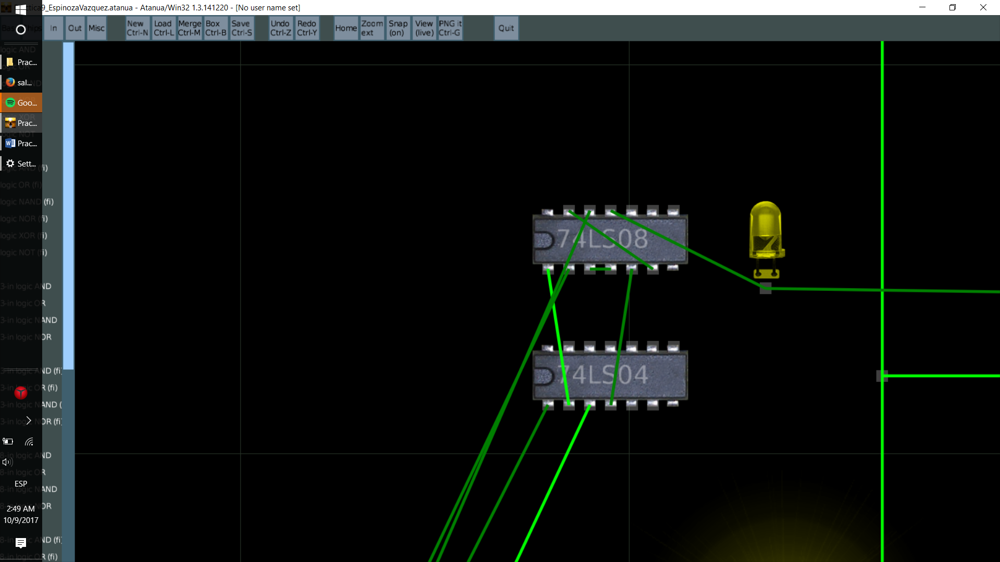 ctica9_EspinozaVazquez.atanua - Atanua/Win32 1.3.141220 - [No user name set]
In
Out
Misc
New
Ctrl-N
Load
Ctrl-L
Merge
Ctrl-M
Box
Ctrl-B
Save
Ctrl-S
Undo
Ctrl-Z
Redo
Ctrl-Y
Home
Zoom
ext
Snap
(on)
View
(live)
PNG it
Ctrl-G
Quit
logic AND
Prac...
sal...
Goo...
logic XOR
Prac...
logic NOT
Prac...
Sett...
logic AND (fi)
logic OR (fi)
logic NAND (fi)
logic NOR (fi)
logic XOR (fi)
logic NOT (fi)
3-in logic AND
3-in logic OR
3-in logic NAND
3-in logic NOR
3-in logic AND (fi)
3-in logic OR (fi)
3-in logic NAND (
3-in logic NOR (fi)
8-in logic AND
8-in logic OR
ESP
8-in logic NAND
8-in logic NOR
2:49 AM
10/9/2017
8-in logic AND (fi)
8-in logic OR (fi)
74LS08
74LS04